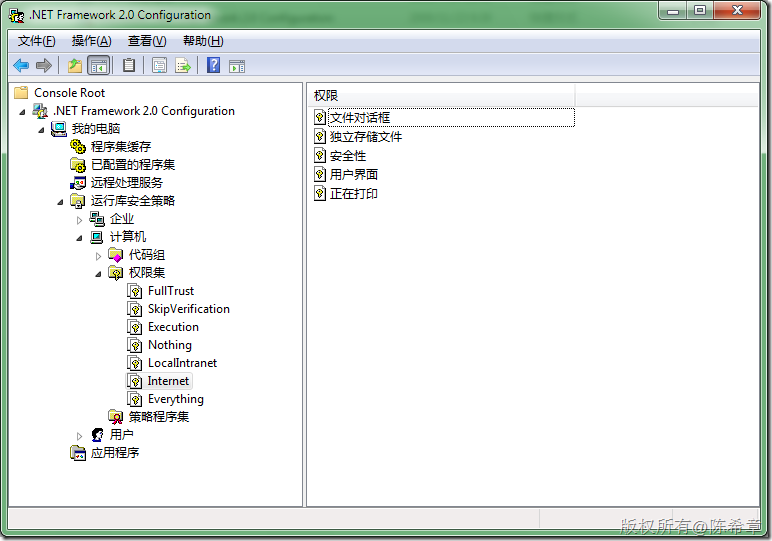 .NET Framework 2.0 Configuration
文件(F) 操作(A) 查看(V) 帮助(H)
Console Root
.NET Framework 2.0 Configuration
我的电脑
程序集缓存
已配置的程序集
远程处理服务
运行库安全策略
企业
计算机
代码组
权限集
FullTrust
SkipVerification
Execution
Nothing
LocalIntranet
Internet
Everything
策略程序集
用户
应用程序
权限
文件对话框
独立存储文件
安全性
用户界面
正在打印
版权所有@陈希章